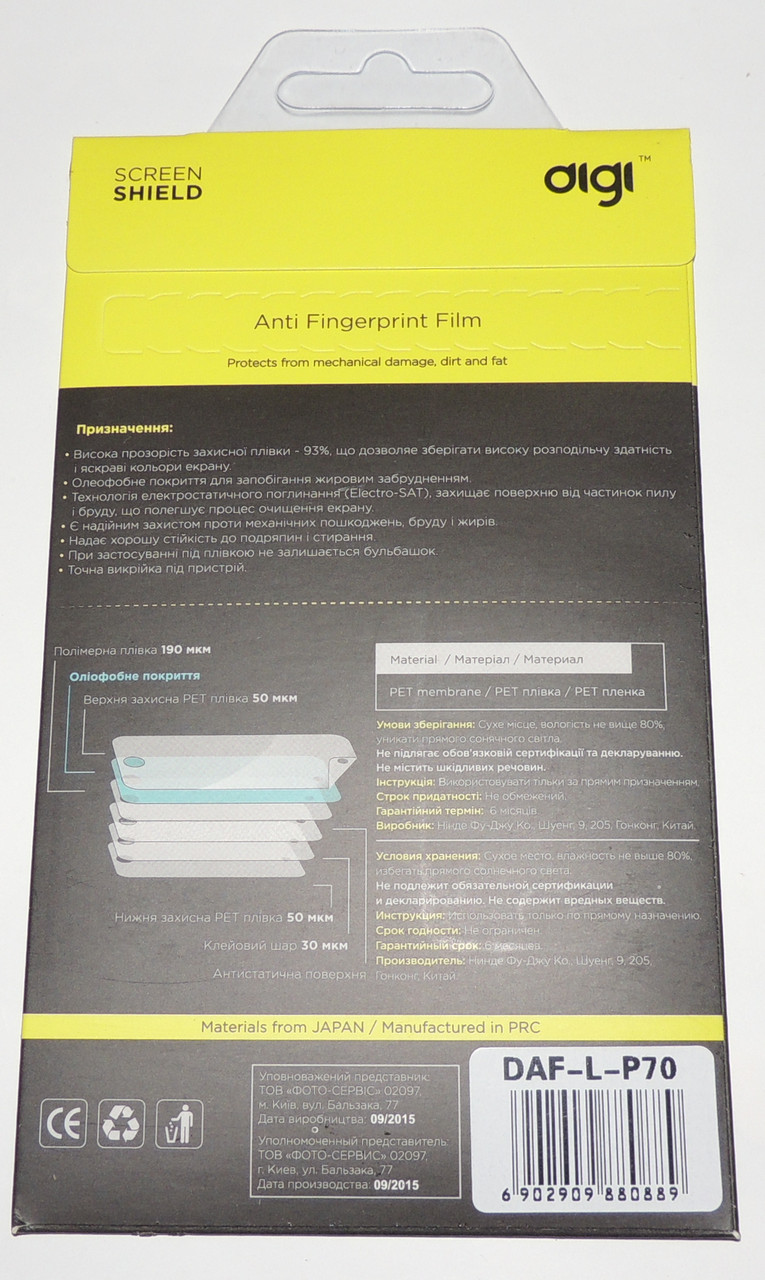 SCREEN
SHIELD
digi™
Anti Fingerprint Film
Protects from mechanical damage, dirt and fat
Призначення:
• Висока прозорість захисної плівки - 93%, що дозволяє зберігати високу розподільчу здатність
і яскраві кольори екрану.
• Олеофобне покриття для запобігання жировим забрудненням.
• Технологія електростатичного поглинання (Electro-SAT), захищає поверхню від частинок пилу
і бруду, що полегшує процес очищення екрану.
• Є надійним захистом проти механічних пошкоджень, бруду і жирів.
• Надає хорошу стійкість до подряпин і стирання.
• При застосуванні під плівкою не залишається бульбашок.
• Точна викрійка під пристрій.
Полімерна плівка 190 мкм
Оліофобне покриття
Верхня захисна PET плівка 50 мкм
Нижня захисна PET плівка 50 мкм
Клейовий шар 30 мкм
Антистатична поверхня
Material / Матеріал / Материал
PET membrane / PET плівка / PET пленка
Умови зберігання: Сухе місце, вологість не вище 80%,
уникати прямого сонячного світла.
Не підлягає обов'язковій сертифікації та декларуванню.
Не містить шкідливих речовин.
Інструкція: Використовувати тільки за прямим призначенням.
Строк придатності: Не обмежений.
Гарантійний термін: 6 місяців.
Виробник: Нінде Фу-Джу Ко., Шуенг, 9, 205, Гонконг, Китай.
Условия хранения: Сухое место, влажность не выше 80%,
избегать прямого солнечного света.
Не подлежит обязательной сертификации
и декларированию. Не содержит вредных веществ.
Инструкция: Использовать только по прямому назначению.
Срок годности: Не ограничен.
Гарантийный срок: 6 месяцев.
Производитель: Нинде Фу-Джу Ко., Шуенг, 9, 205,
Гонконг, Китай.
Materials from JAPAN / Manufactured in PRC
CE
Уповноважений представник:
ТОВ «ФОТО-СЕРВІС» 02097,
м. Київ, вул. Бальзака, 77
Дата виробництва: 09/2015
Уполномоченный представитель:
ТОВ «ФОТО-СЕРВИС» 02097,
г. Киев, ул. Бальзака, 77
Дата производства: 09/2015
DAF-L-P70
6 902909 880889